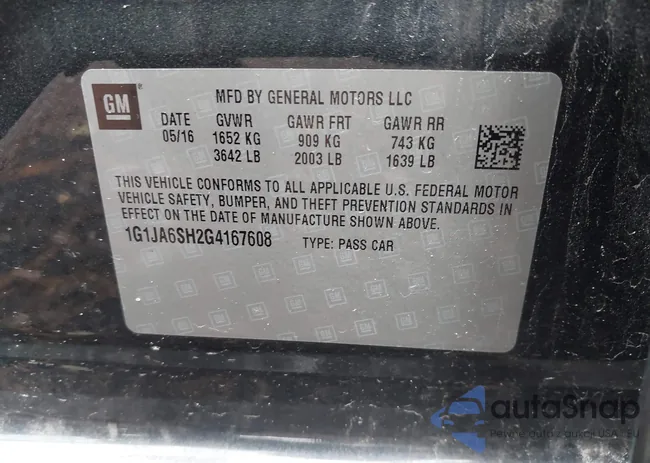 GM
MFD BY GENERAL MOTORS LLC
DATE GVWR GAWR FRT GAWR RR
05/16 1652 KG 909 KG 743 KG
3642 LB 2003 LB 1639 LB
THIS VEHICLE CONFORMS TO ALL APPLICABLE U.S. FEDERAL MOTOR
VEHICLE SAFETY, BUMPER, AND THEFT PREVENTION STANDARDS IN
EFFECT ON THE DATE OF MANUFACTURE SHOWN ABOVE.
1G1JA6SH2G4167608 TYPE: PASS CAR
autoSnap